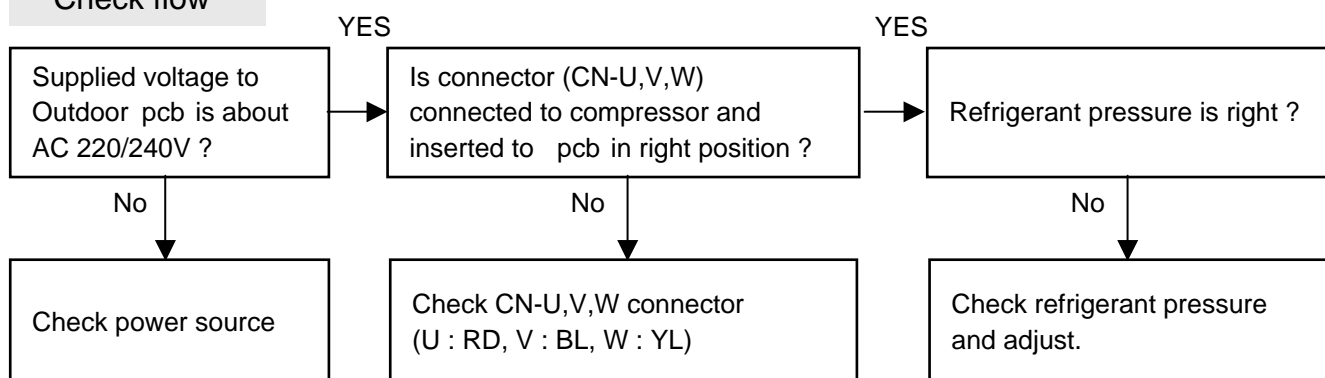 Check flow
YES
YES
Supplied voltage to
Outdoor pcb is about
AC 220/240V ?
Is connector (CN-U,V,W)
connected to compressor and
inserted to pcb in right position ?
Refrigerant pressure is right ?
No
No
No
Check power source
Check CN-U,V,W connector
(U : RD, V : BL, W : YL)
Check refrigerant pressure
and adjust.